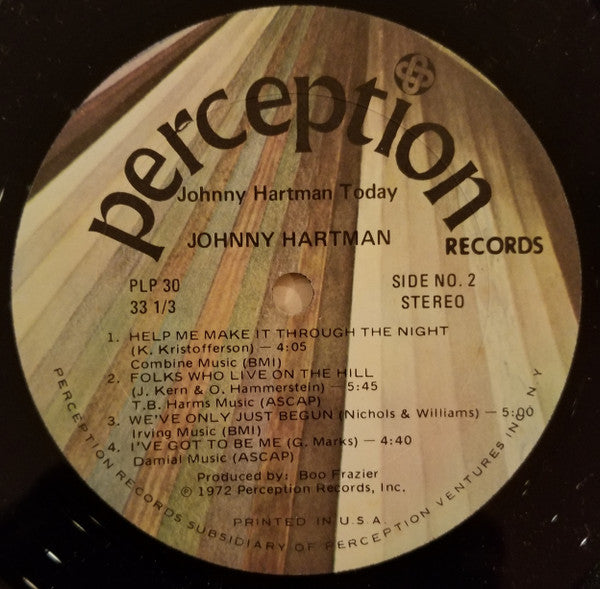 perception
RECORDS
Johnny Hartman Today
JOHNNY HARTMAN
PLP 30
33 1/3
SIDE NO. 2
STEREO
1. HELP ME MAKE IT THROUGH THE NIGHT
(K. Kristofferson) — 4:05
Combine Music (BMI)
2. FOLKS WHO LIVE ON THE HILL
(J. Kern & O. Hammerstein) — 5:45
T.B. Harms Music (ASCAP)
3. WE'VE ONLY JUST BEGUN (Nichols & Williams) — 5:00
Irving Music (BMI)
4. I'VE GOT TO BE ME (G. Marks) — 4:40
Damial Music (ASCAP)
Produced by: Boo Frazier
℗ 1972 Perception Records, Inc.
PRINTED IN U.S.A.
PERCEPTION RECORDS SUBSIDIARY OF PERCEPTION VENTURES INC. N.Y.